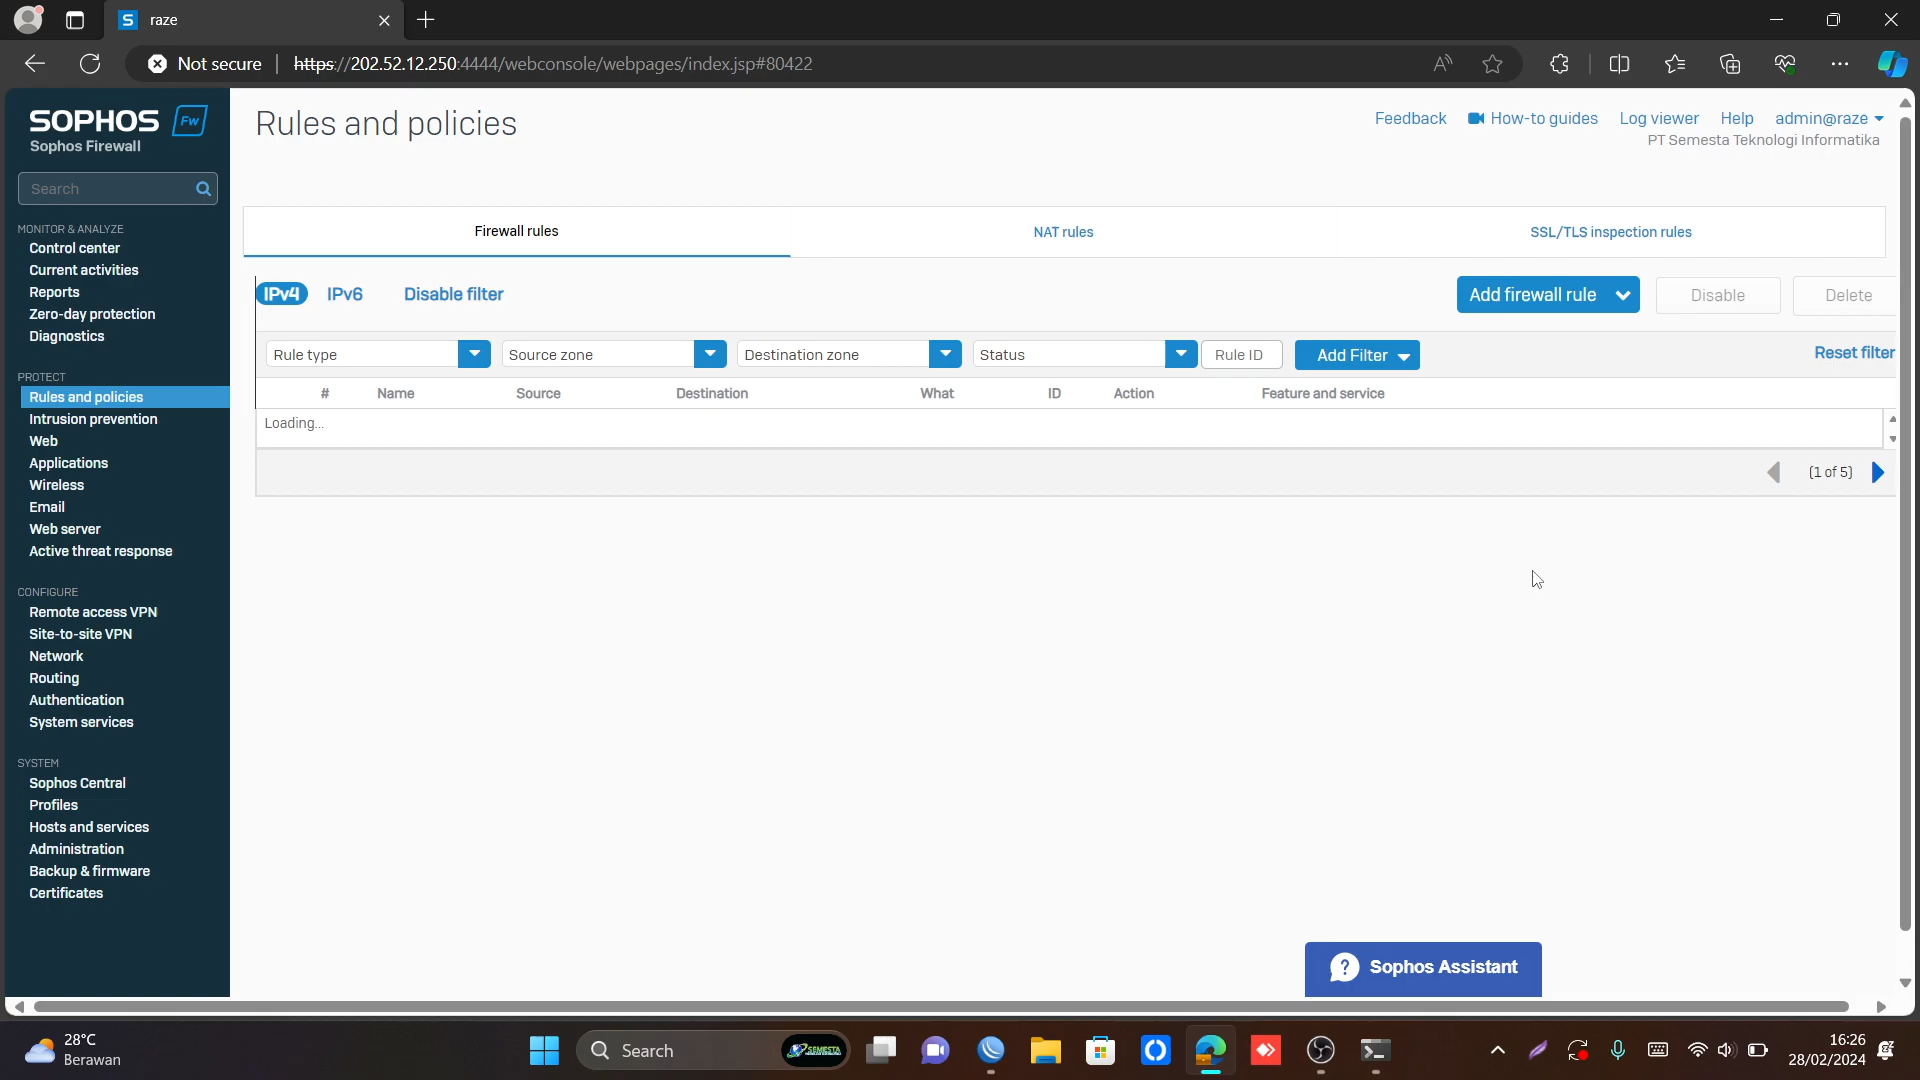 raze
Not secure
https://202.52.12.250:4444/webconsole/webpages/index.jsp#80422
SOPHOS Fw
Sophos Firewall
Search
MONITOR & ANALYZE
Control center
Current activities
Reports
Zero-day protection
Diagnostics
PROTECT
Rules and policies
Intrusion prevention
Web
Applications
Wireless
Email
Web server
Active threat response
CONFIGURE
Remote access VPN
Site-to-site VPN
Network
Routing
Authentication
System services
SYSTEM
Sophos Central
Profiles
Hosts and services
Administration
Backup & firmware
Certificates
Rules and policies
Feedback How-to guides Log viewer Help admin@raze
PT Semesta Teknologi Informatika
Firewall rules NAT rules SSL/TLS inspection rules
IPv4 IPv6 Disable filter Add firewall rule Disable Delete
Rule type Source zone Destination zone Status Rule ID Add Filter Reset filter
# Name Source Destination What ID Action Feature and service
Loading...
(1 of 5)
? Sophos Assistant
28°C
Berawan
Search
SEMESTA
16:26
28/02/2024